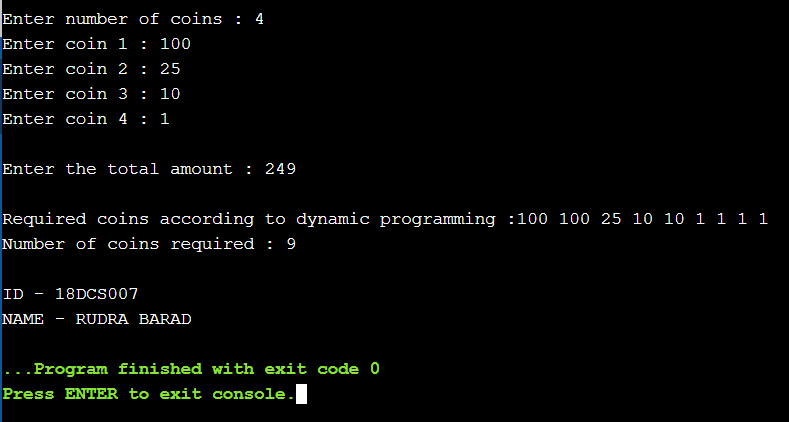 Enter number of coins : 4
Enter coin 1 : 100
Enter coin 2 : 25
Enter coin 3 : 10
Enter coin 4 : 1
Enter the total amount : 249
Required coins according to dynamic programming :100 100 25 10 10 1 1 1 1
Number of coins required : 9
ID - 18DCS007
NAME - RUDRA BARAD
...Program finished with exit code 0
Press ENTER to exit console.